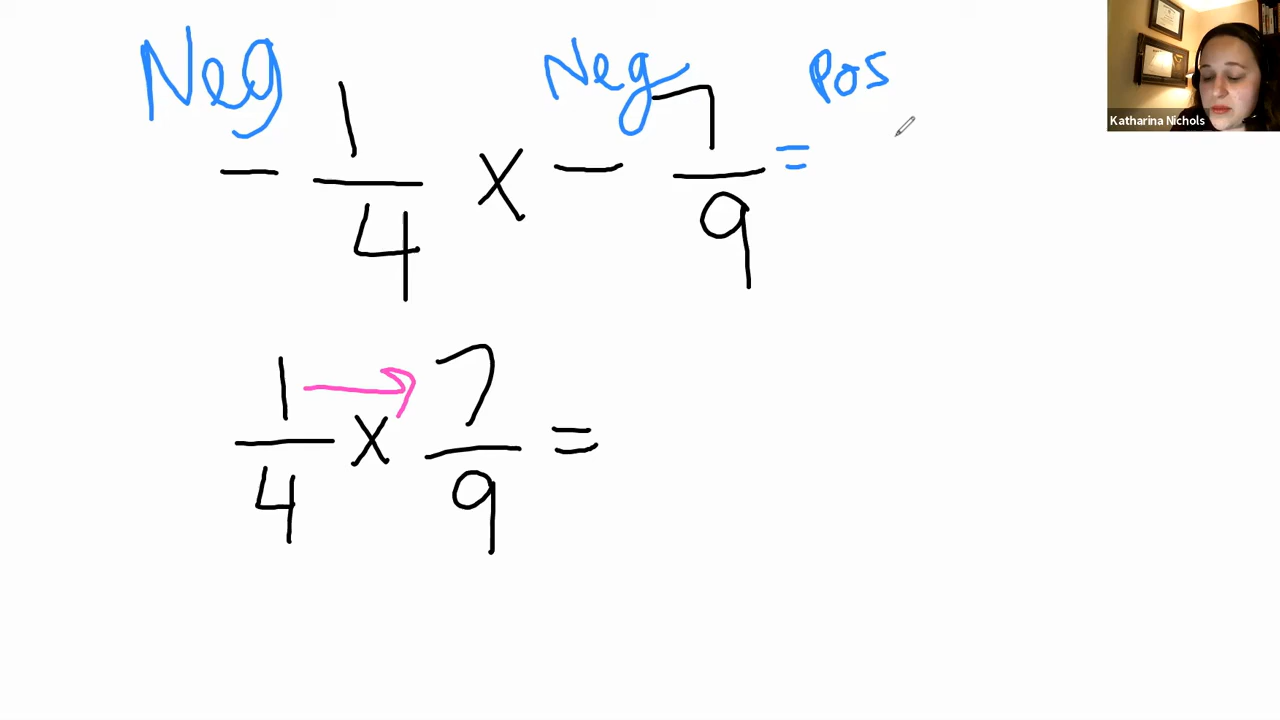 Neg Neg Pos
- 1/4 x - 7/9 =
1/4 x 7/9 =
Katharina Nichols